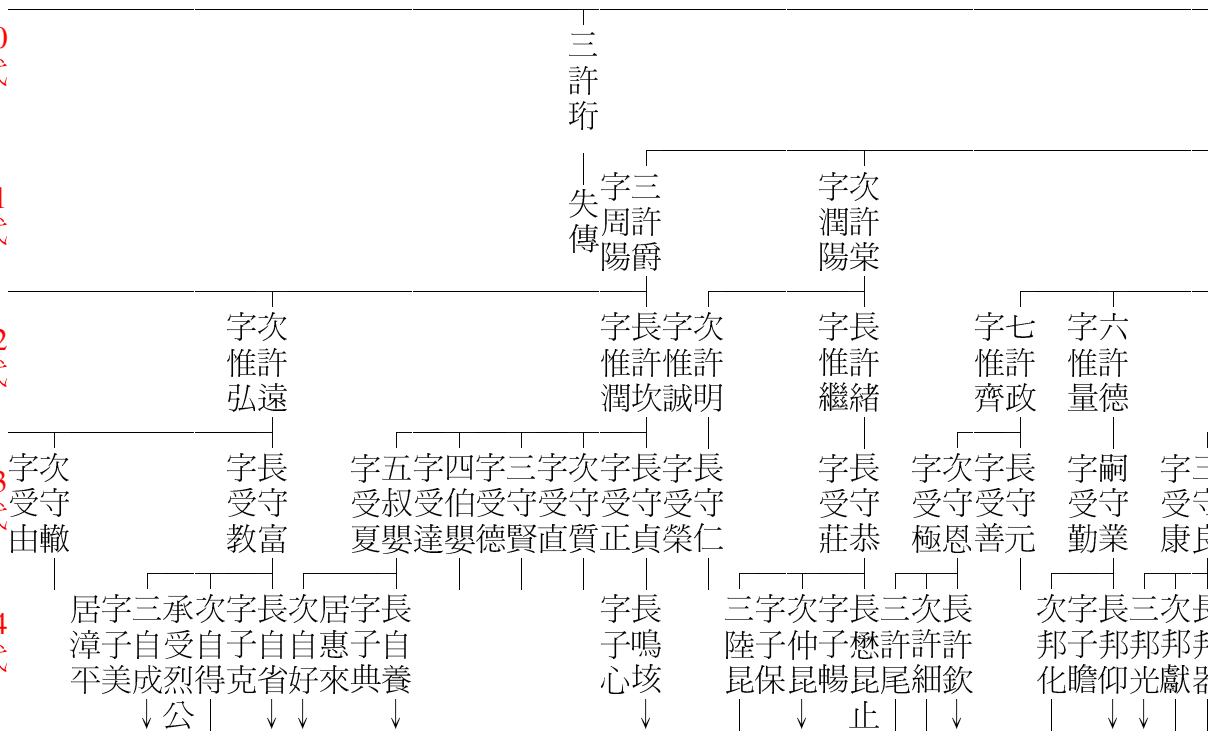 三許珩
失傳
次許棠
字潤陽
三許爵
字周陽
六許德
字惟量
七許政
字惟齊
長許緒
字惟繼
次許明
字惟誠
長許坎
字惟潤
次許遠
字惟弘
嗣守業
字受勤
長守元
字受善
次守恩
字受極
長守恭
字受莊
長守仁
字受榮
長守貞
字受正
次守質
字受直
三守賢
字受德
四伯嬰
字受達
五叔嬰
字受夏
長守富
字受教
次守轍
字受由
次邦獻
三邦光
長邦仰
字子瞻
次邦化
長許欽
次許細
三許尾
長懋昆止
字子暢
次仲昆
字子保
三陸昆
長鳴垓
字子心
長自養
字子典
居惠來
次自好
長自省
字子克
次自得
承受烈公
三自成
字子美
居漳平